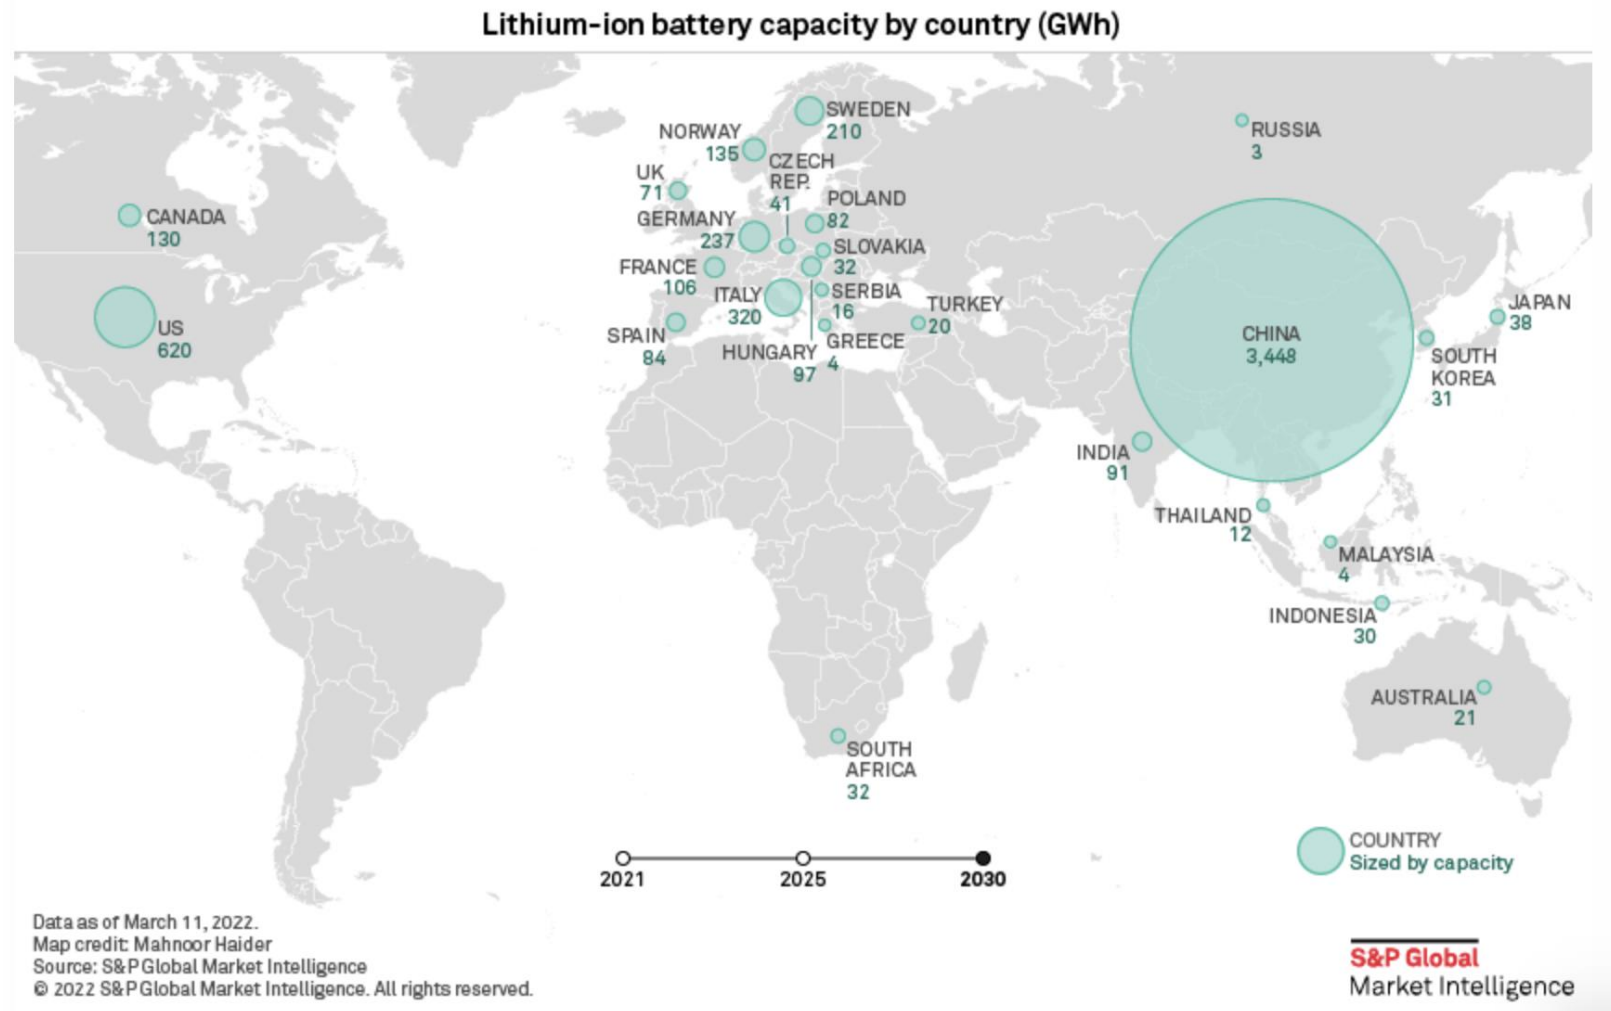 Lithium-ion battery capacity by country (GWh)
SWEDEN
210
NORWAY
135
CZECH
REP.
41
UK
71
POLAND
82
GERMANY
237
SLOVAKIA
32
FRANCE
106
ITALY
320
SERBIA
16
TURKEY
20
SPAIN
84
HUNGARY
97
GREECE
4
RUSSIA
3
CANADA
130
US
620
CHINA
3,448
JAPAN
38
SOUTH
KOREA
31
INDIA
91
THAILAND
12
MALAYSIA
4
INDONESIA
30
AUSTRALIA
21
SOUTH
AFRICA
32
2021
2025
2030
COUNTRY
Sized by capacity
Data as of March 11, 2022.
Map credit: Mahnoor Haider
Source: S&P Global Market Intelligence
© 2022 S&P Global Market Intelligence. All rights reserved.
S&P Global
Market Intelligence